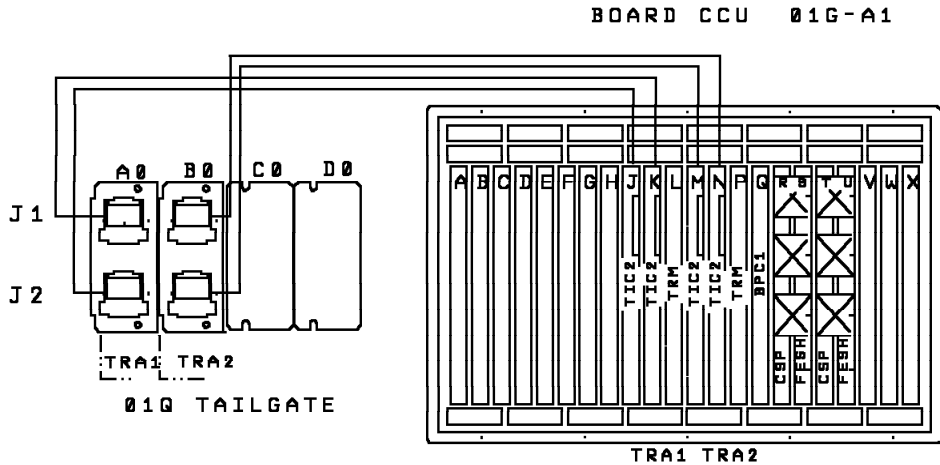 BOARD CCU 01G-A1
A0 B0 C0 D0
A B C D E F G H J K L M N P Q R S T U V W X
J1
J2
TIC2 TIC2 TRM TIC2 TIC2 TRM BPC1
CSP FESH CSP FESH
TRA1 TRA2
01Q TAILGATE
TRA1 TRA2